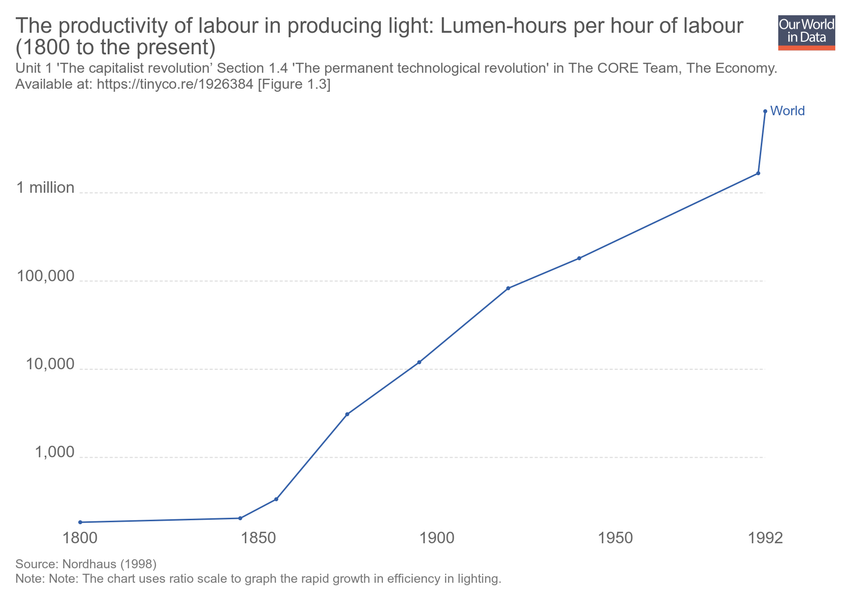 The productivity of labour in producing light: Lumen-hours per hour of labour
(1800 to the present)
Our World
in Data
Unit 1 'The capitalist revolution' Section 1.4 'The permanent technological revolution' in The CORE Team, The Economy.
Available at: https://tinyco.re/1926384 [Figure 1.3]
World
1 million
100,000
10,000
1,000
1800 1850 1900 1950 1992
Source: Nordhaus (1998)
Note: Note: The chart uses ratio scale to graph the rapid growth in efficiency in lighting.